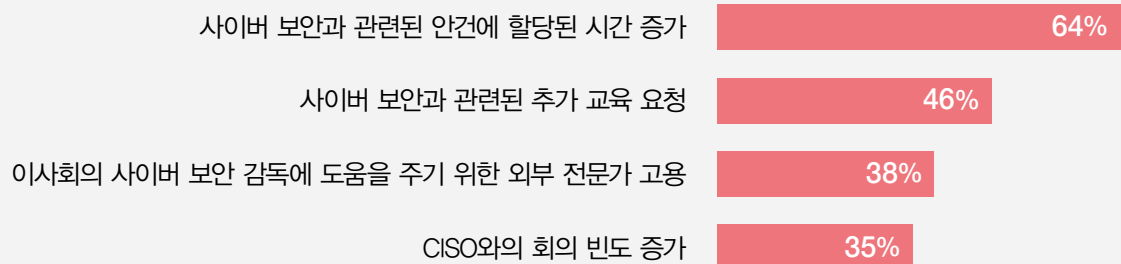 사이버 보안과 관련된 안건에 할당된 시간 증가 64%
사이버 보안과 관련된 추가 교육 요청 46%
이사회의 사이버 보안 감독에 도움을 주기 위한 외부 전문가 고용 38%
CISO와의 회의 빈도 증가 35%